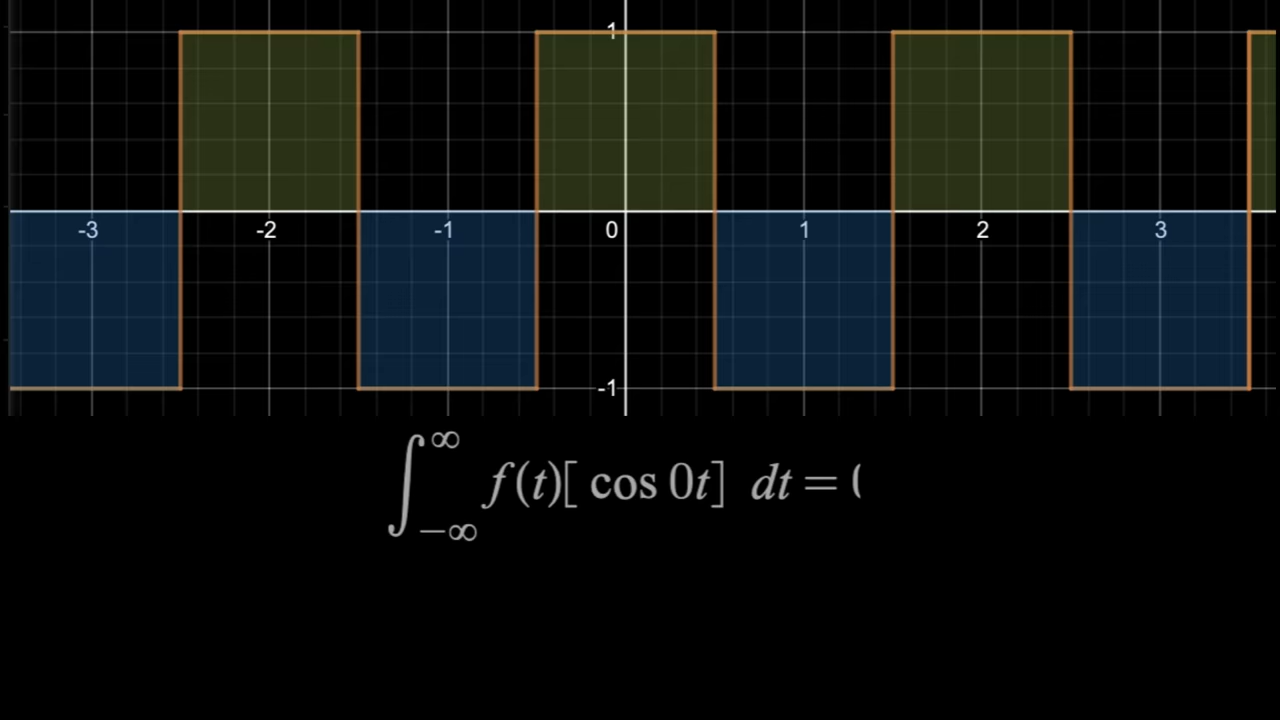 1
-3 -2 -1 0 1 2 3
-1
∫_{-∞}^{∞} f(t)[ cos 0t] dt =